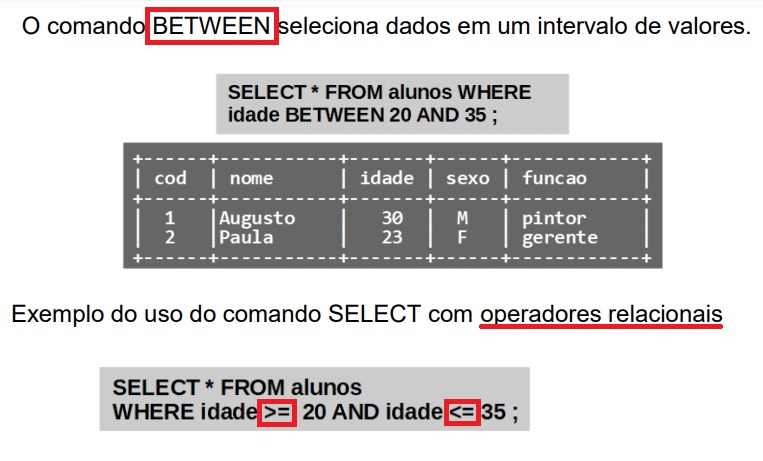 O comando BETWEEN seleciona dados em um intervalo de valores.
SELECT * FROM alunos WHERE
idade BETWEEN 20 AND 35 ;
+------+-----------+-------+------+------------+
| cod | nome | idade | sexo | funcao |
+------+-----------+-------+------+------------+
| 1 |Augusto | 30 | M | pintor |
| 2 |Paula | 23 | F | gerente |
+------+-----------+-------+------+------------+
Exemplo do uso do comando SELECT com operadores relacionais
SELECT * FROM alunos
WHERE idade >= 20 AND idade <= 35 ;